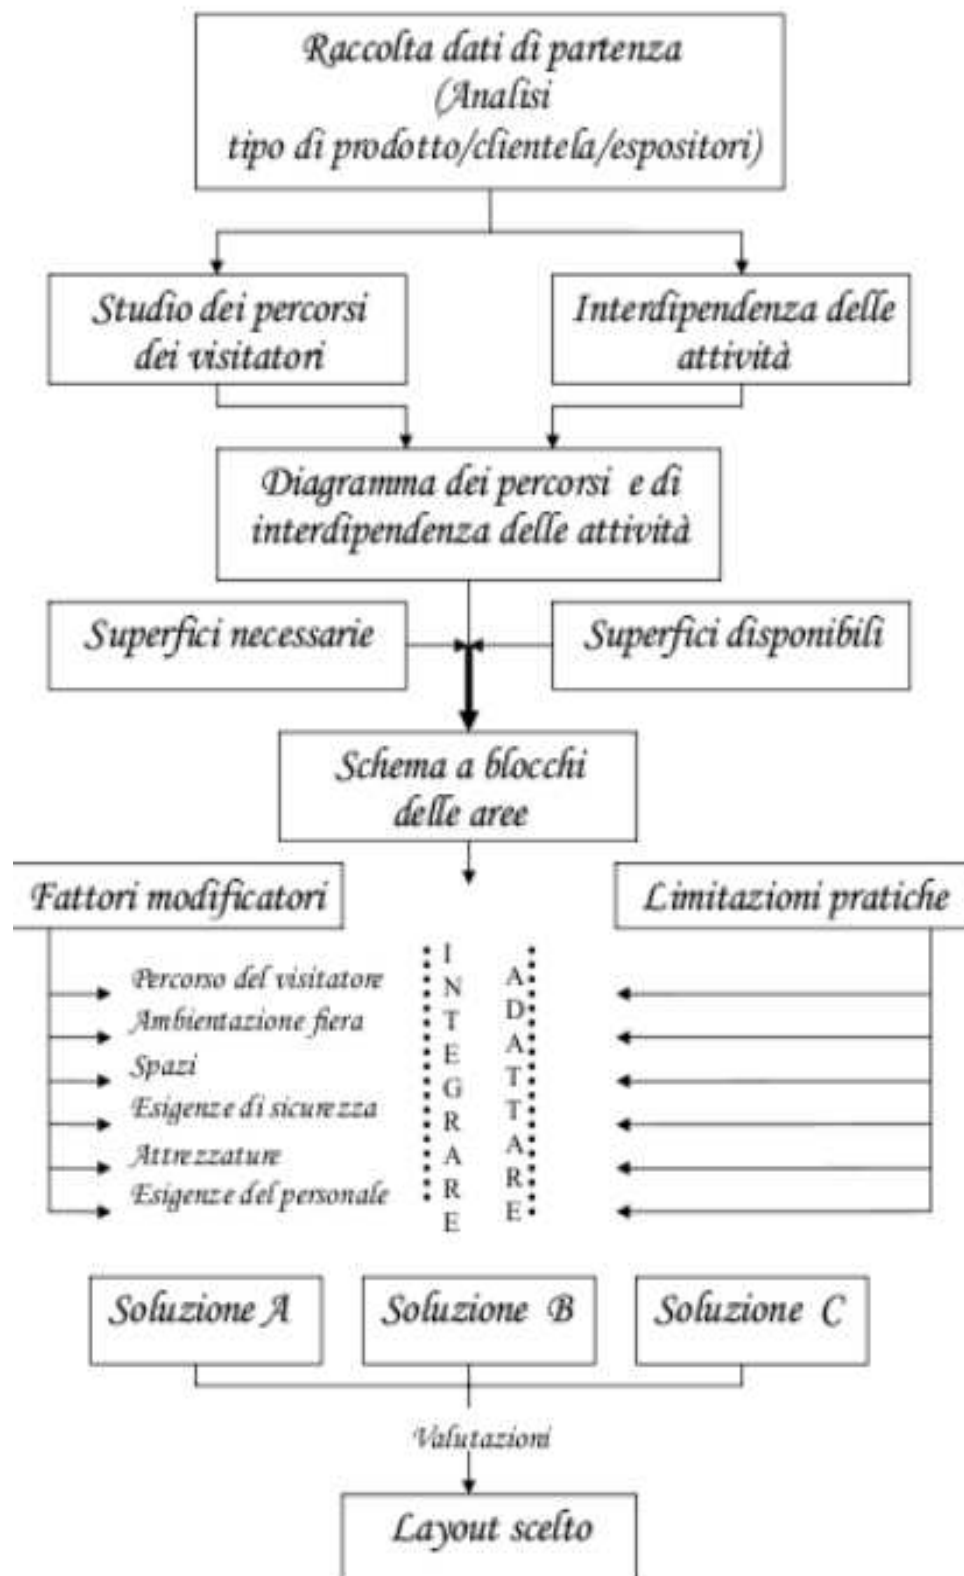 Raccolta dati di partenza
(Analisi
tipo di prodotto/clientela/espositori)
Studio dei percorsi
dei visitatori
Interdipendenza delle
attività
Diagramma dei percorsi e di
interdipendenza delle attività
Superfici necessarie
Superfici disponibili
Schema a blocchi
delle aree
Fattori modificatori
Limitazioni pratiche
Percorso del visitatore
Ambientazione fiera
Spazi
Esigenze di sicurezza
Attrezzature
Esigenze del personale
INTEGRARE
ADATTARE
Soluzione A
Soluzione B
Soluzione C
Valutazioni
Layout scelto